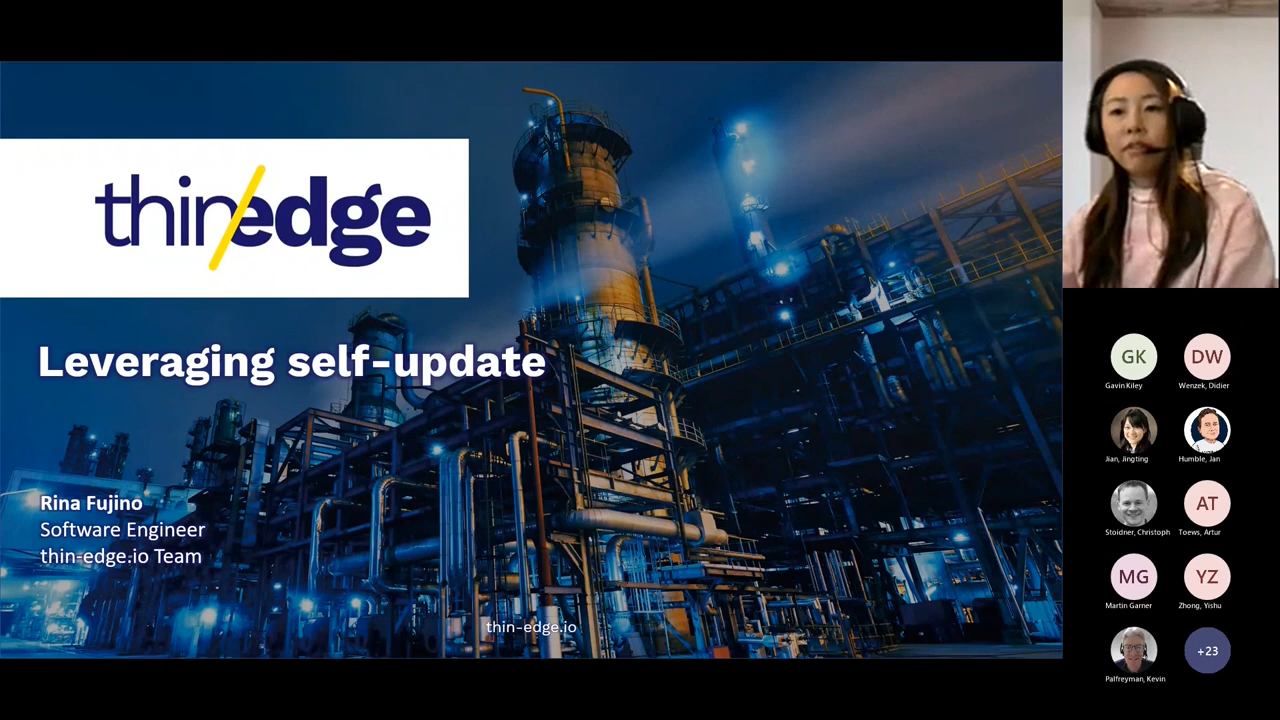 thin/edge
Leveraging self-update
Rina Fujino
Software Engineer
thin-edge.io Team
thin-edge.io
GK
DW
Gavin Kiley
Wenzek, Didier
Jian, Jingting
Humble, Jan
AT
Stoidner, Christoph
Toews, Artur
MG
YZ
Martin Garner
Zhong, Yishu
+23
Palfreyman, Kevin